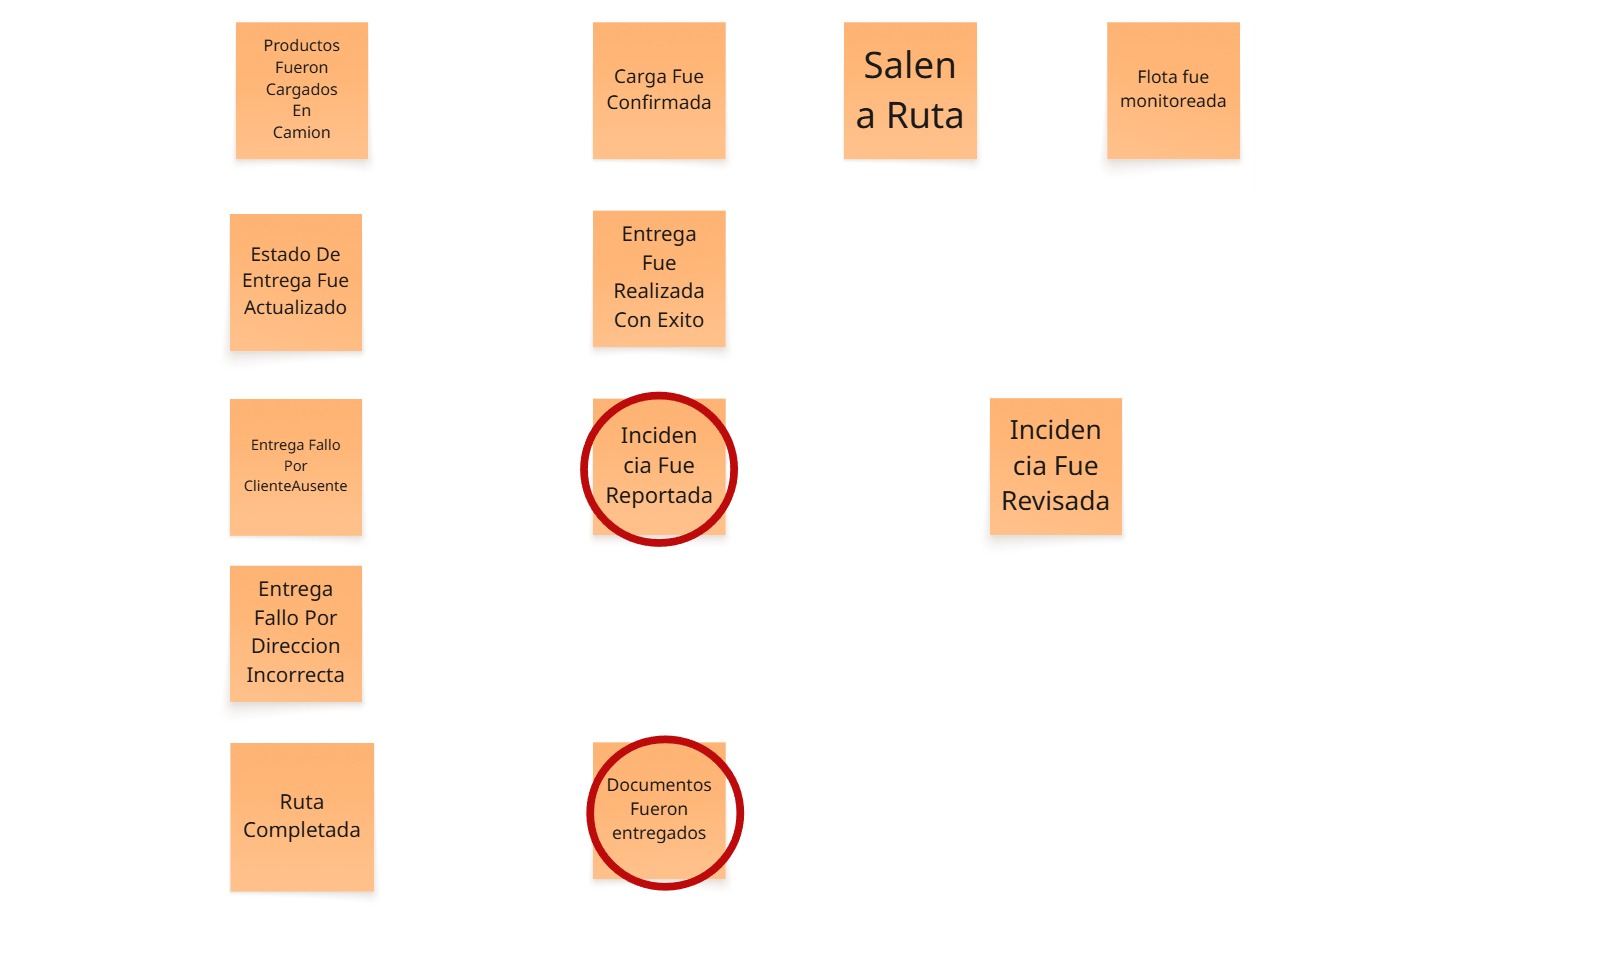 Productos
Fueron
Cargados
En
Camion
Carga Fue
Confirmada
Salen
a Ruta
Flota fue
monitoreada
Estado De
Entrega Fue
Actualizado
Entrega
Fue
Realizada
Con Exito
Entrega Fallo
Por
ClienteAusente
Inciden
cia Fue
Reportada
Inciden
cia Fue
Revisada
Entrega
Fallo Por
Direccion
Incorrecta
Ruta
Completada
Documentos
Fueron
entregados